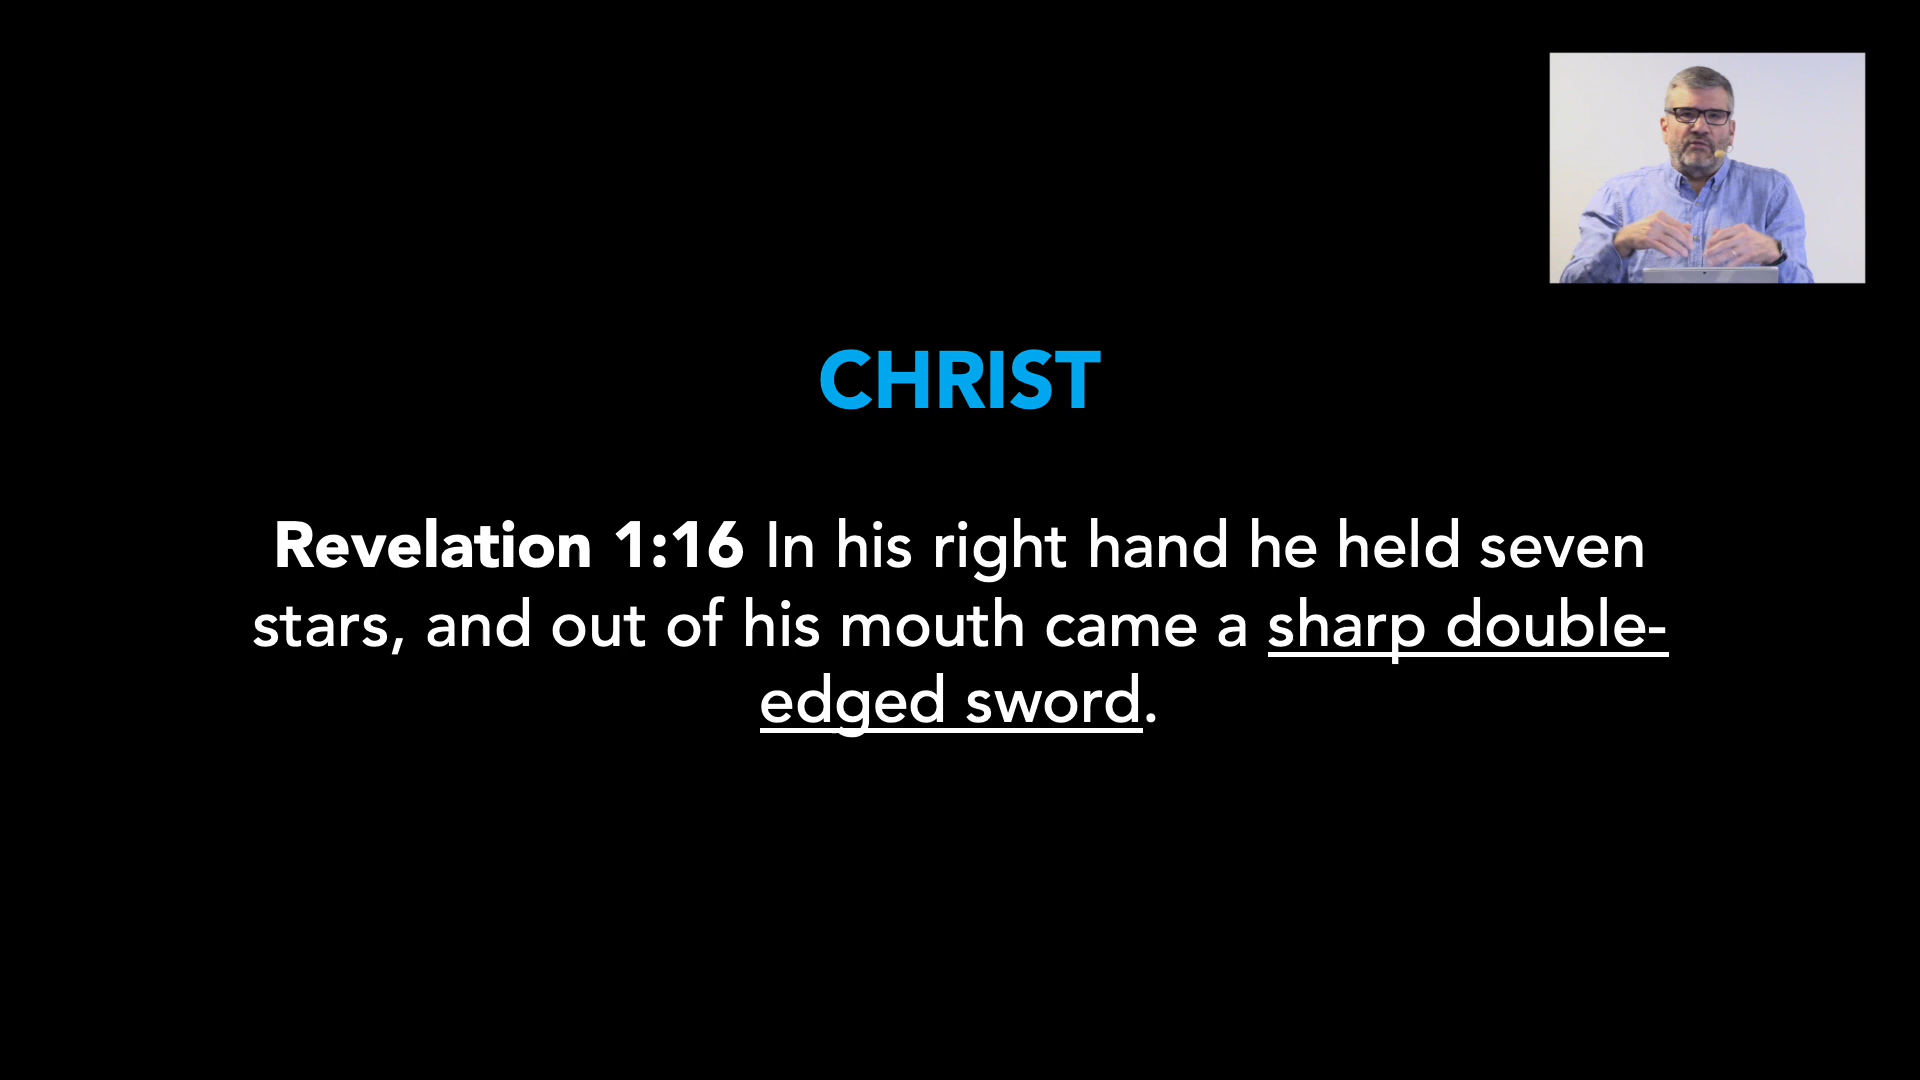 CHRIST
Revelation 1:16 In his right hand he held seven
stars, and out of his mouth came a sharp double-
edged sword.